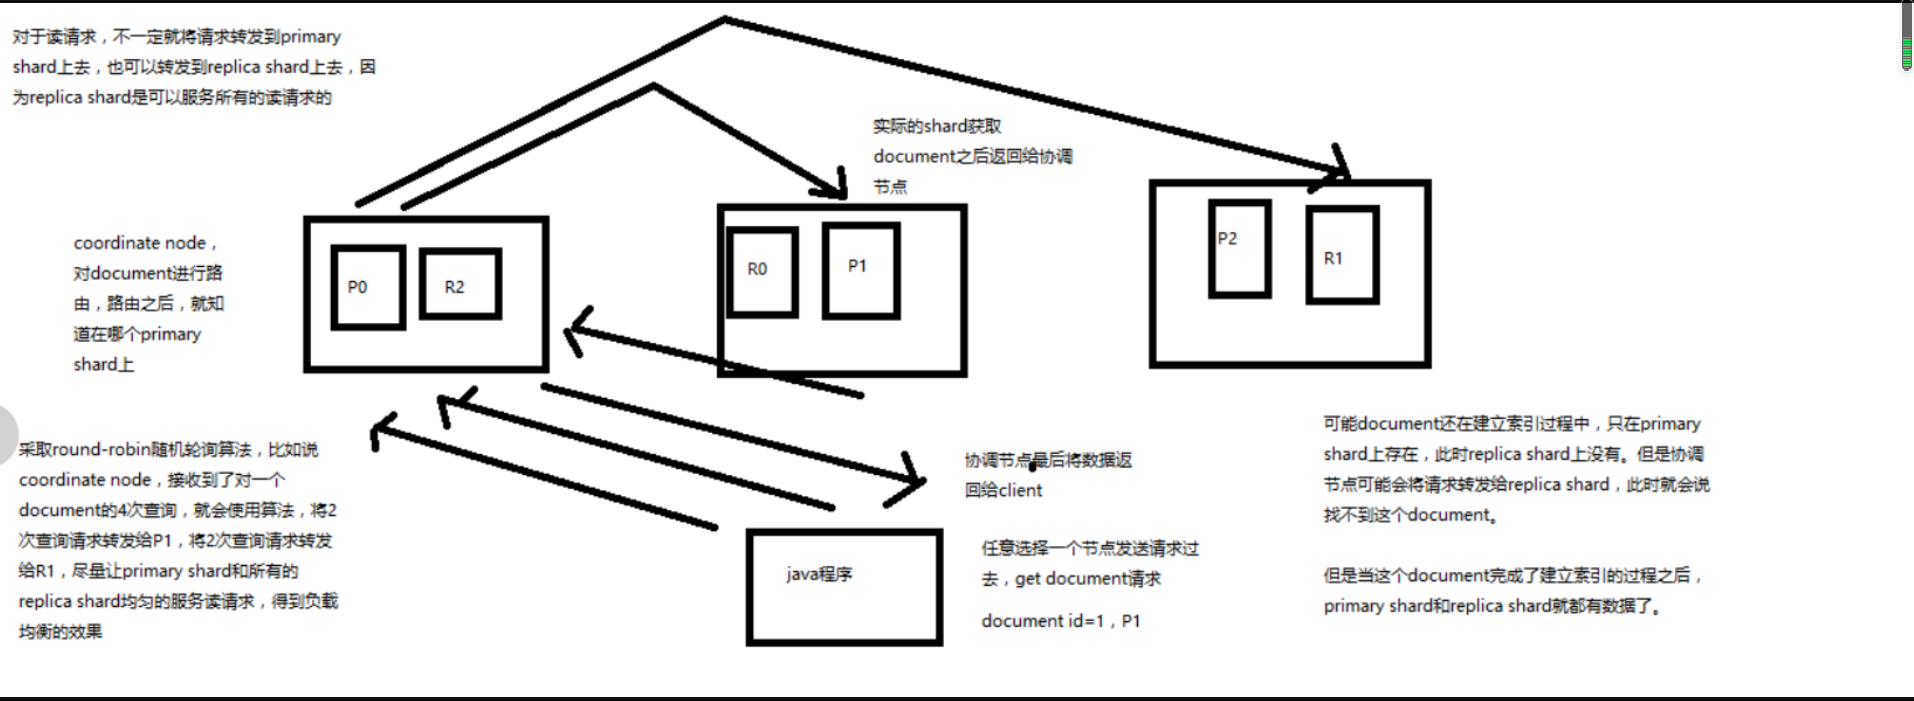 对于读请求，不一定就将请求转发到primary
shard上去，也可以转发到replica shard上去，因
为replica shard是可以服务所有的读请求的
实际的shard获取
document之后返回给协调
节点
coordinate node，
对document进行路
由，路由之后，就知
道在哪个primary
shard上
P0
R2
R0
P1
P2
R1
采取round-robin随机轮询算法，比如说
coordinate node，接收到了对一个
document的4次查询，就会使用算法，将2
次查询请求转发给P1，将2次查询请求转发
给R1，尽量让primary shard和所有的
replica shard均匀的服务读请求，得到负载
均衡的效果
协调节点最后将数据返
回给client
java程序
任意选择一个节点发送请求过
去，get document请求
document id=1，P1
可能document还在建立索引过程中，只在primary
shard上存在，此时replica shard上没有。但是协调
节点可能会将请求转发给replica shard，此时就会说
找不到这个document。
但是当这个document完成了建立索引的过程之后，
primary shard和replica shard就都有数据了。